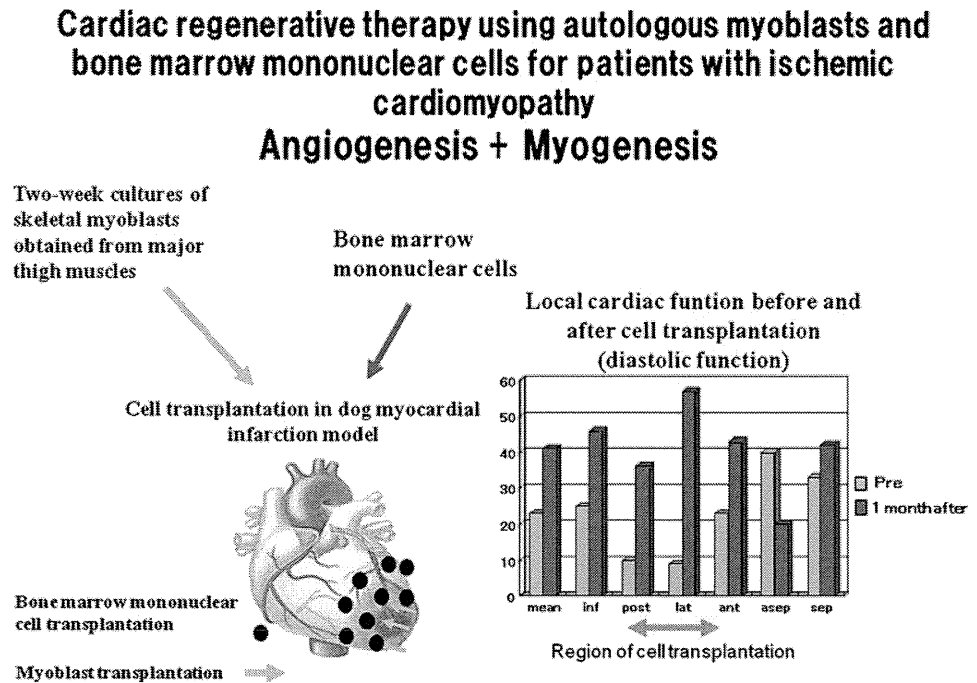 Cardiac regenerative therapy using autologous myoblasts and
bone marrow mononuclear cells for patients with ischemic
cardiomyopathy
Angiogenesis + Myogenesis
Two-week cultures of
skeletal myoblasts
obtained from major
thigh muscles
Bone marrow
mononuclear cells
Cell transplantation in dog myocardial
infarction model
Bone marrow mononuclear
cell transplantation
Myoblast transplantation
Local cardiac funtion before and
after cell transplantation
(diastolic function)
60
50
40
30
20
10
0
mean inf post lat ant asep sep
Pre
1 month after
Region of cell transplantation